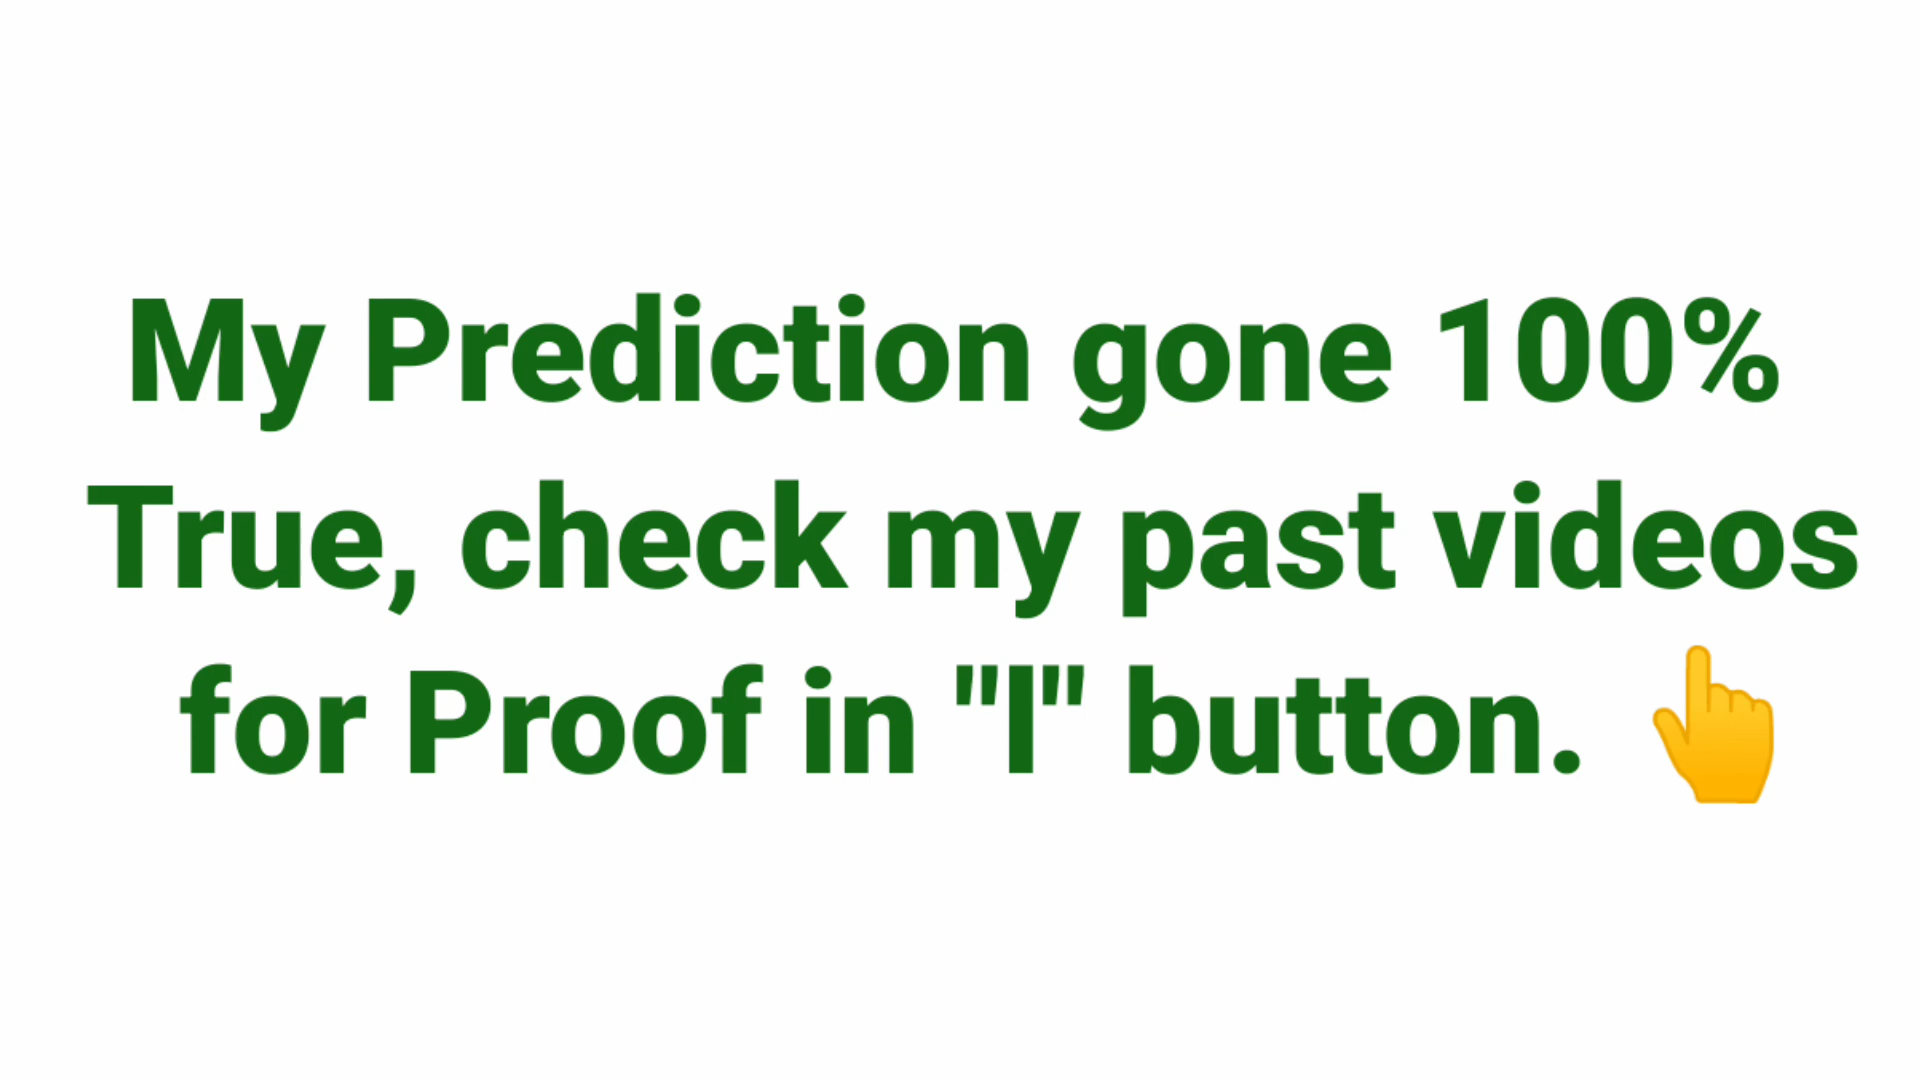 My Prediction gone 100%
True, check my past videos
for Proof in "I" button. 👆